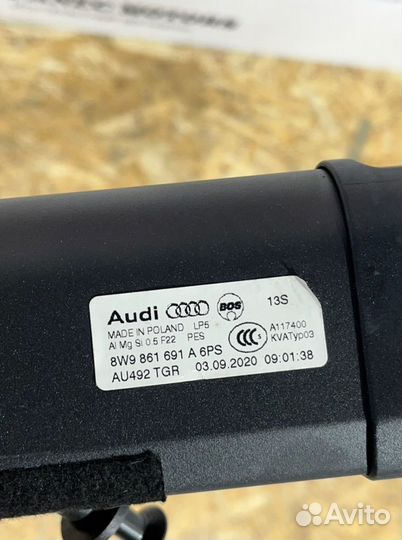 Audi BOS 13S
MADE IN POLAND LP5
Al Mg Si 0.5 F22 PES
CCC S A117400
KVATyp03
8W9 861 691 A 6PS
AU492 TGR 03.09.2020 09:01:38
Avito